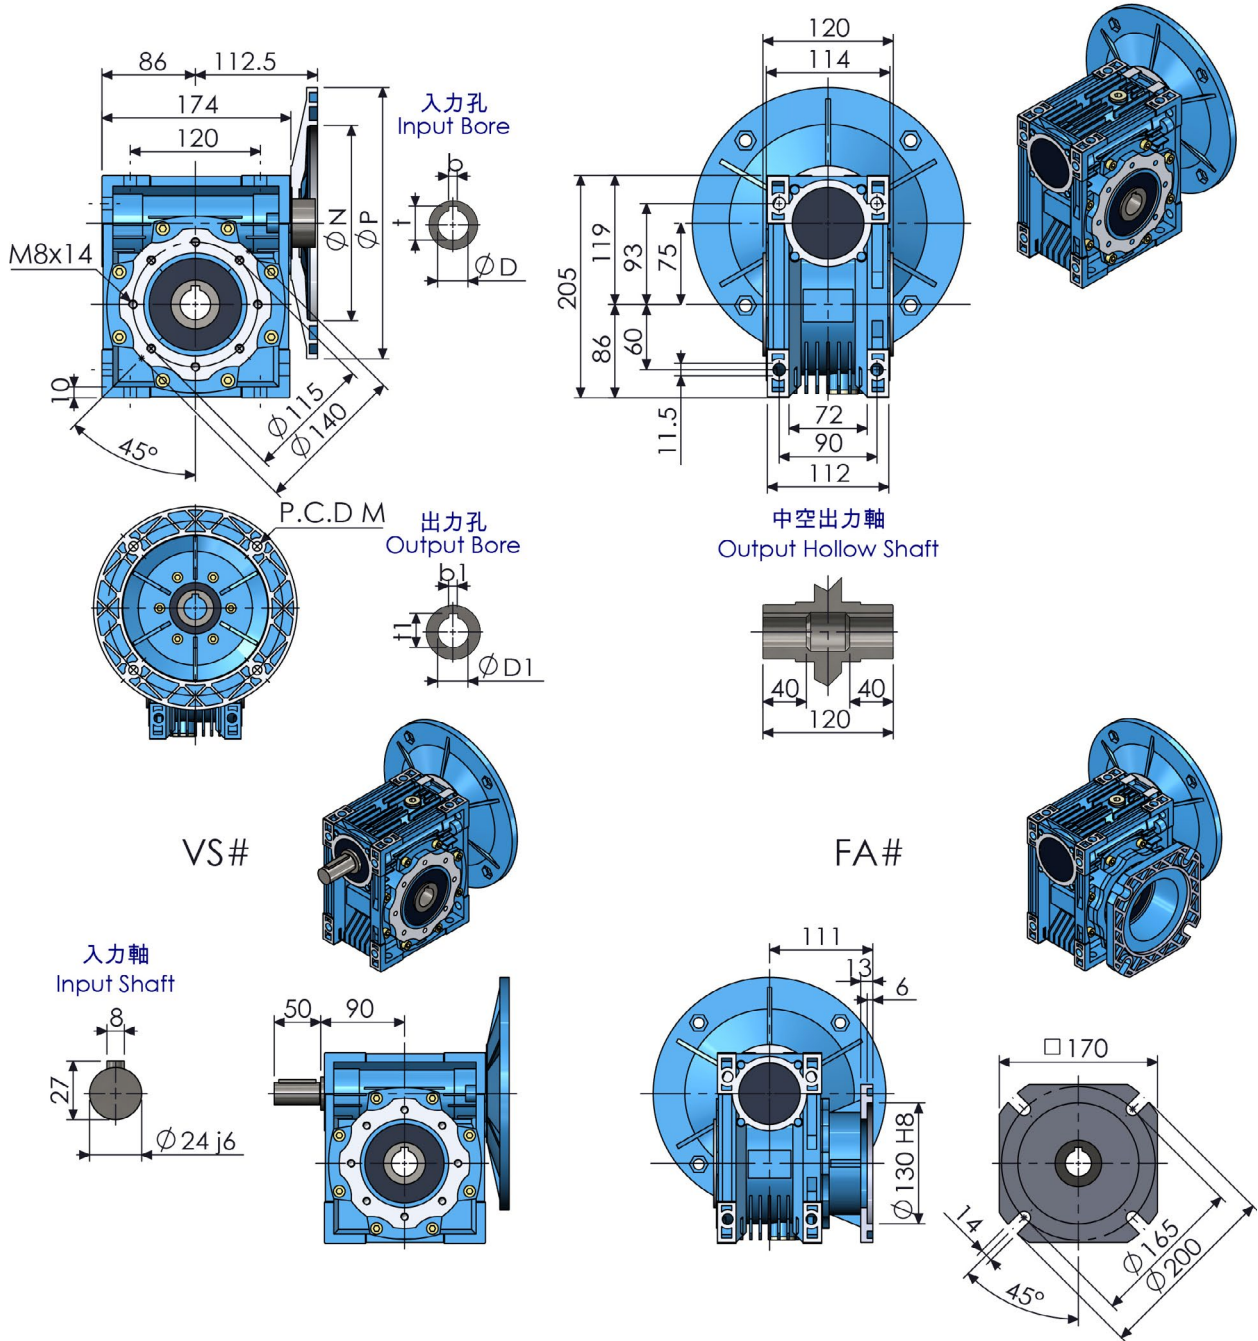 86
112.5
174
120
入力孔
Input Bore
b
t
ØD
ØN
ØP
M8x14
10
45°
Ø115
Ø140
120
114
205
119
93
75
86
60
11.5
72
90
112
P.C.D M
出力孔
Output Bore
b1
t1
ØD1
中空出力軸
Output Hollow Shaft
40
40
120
VS#
FA#
入力軸
Input Shaft
8
27
Ø24 j6
50
90
111
13
6
Ø130 H8
□170
14
45°
Ø165
Ø200